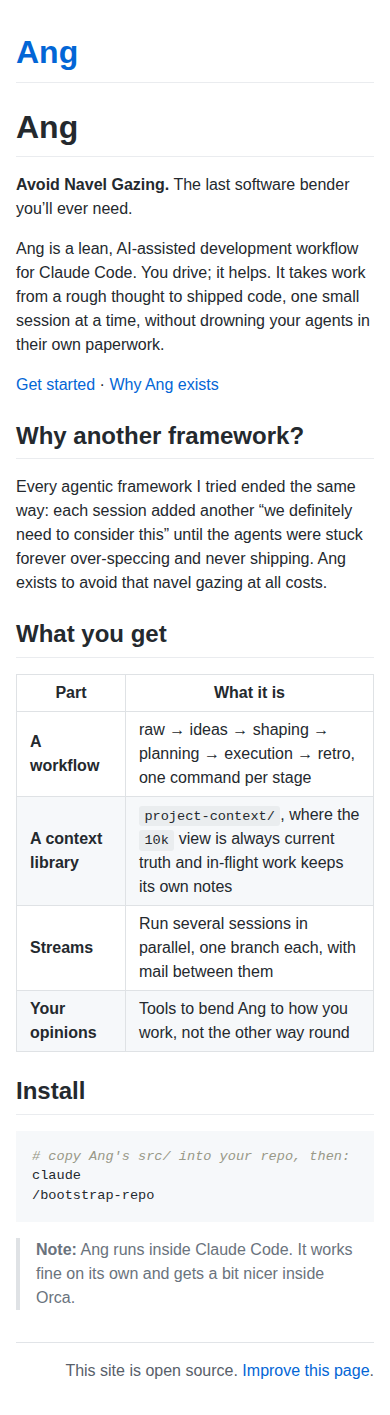 Ang
Ang
Avoid Navel Gazing. The last software bender
you’ll ever need.
Ang is a lean, AI-assisted development workflow
for Claude Code. You drive; it helps. It takes work
from a rough thought to shipped code, one small
session at a time, without drowning your agents in
their own paperwork.
Get started · Why Ang exists
Why another framework?
Every agentic framework I tried ended the same
way: each session added another “we definitely
need to consider this” until the agents were stuck
forever over-speccing and never shipping. Ang
exists to avoid that navel gazing at all costs.
What you get
Part What it is
A
workflow
raw → ideas → shaping →
planning → execution → retro,
one command per stage
A context
library
project-context/ , where the
10k view is always current
truth and in-flight work keeps
its own notes
Streams
Run several sessions in
parallel, one branch each, with
mail between them
Your
opinions
Tools to bend Ang to how you
work, not the other way round
Install
# copy Ang's src/ into your repo, then:
claude
/bootstrap-repo
Note: Ang runs inside Claude Code. It works
fine on its own and gets a bit nicer inside
Orca.
This site is open source. Improve this page.